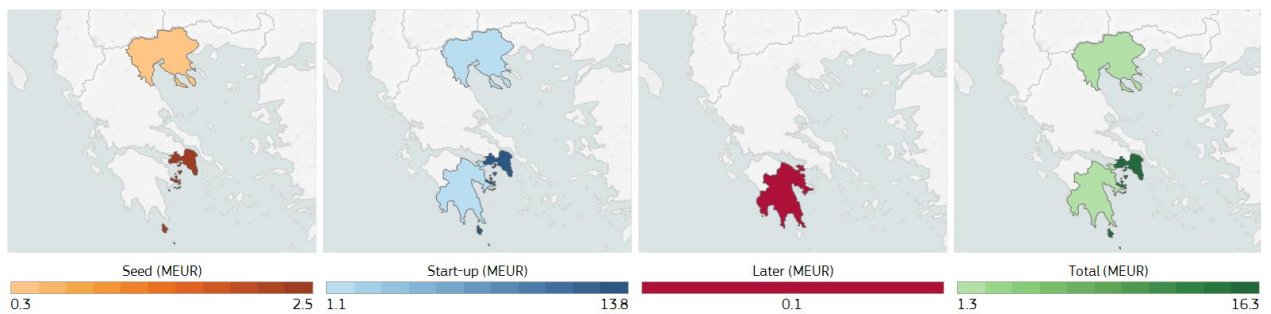 Seed (MEUR)
0.3 2.5
Start-up (MEUR)
1.1 13.8
Later (MEUR)
0.1
Total (MEUR)
1.3 16.3